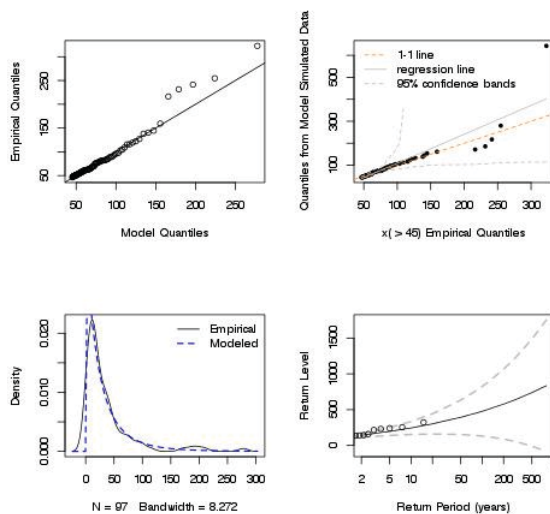 Empirical Quantiles
50
150
250
50 100 150 200 250
Model Quantiles
Quantiles from Model Simulated Data
100
300
600
1-1 line
regression line
95% confidence bands
50 100 150 200 250 300
x( > 45) Empirical Quantiles
Density
0.000
0.010
0.020
Empirical
Modeled
0 50 100 150 200 250 300
N = 97 Bandwidth = 8.272
Return Level
0
500
1000
1500
2 5 10 50 100 500
Return Period (years)